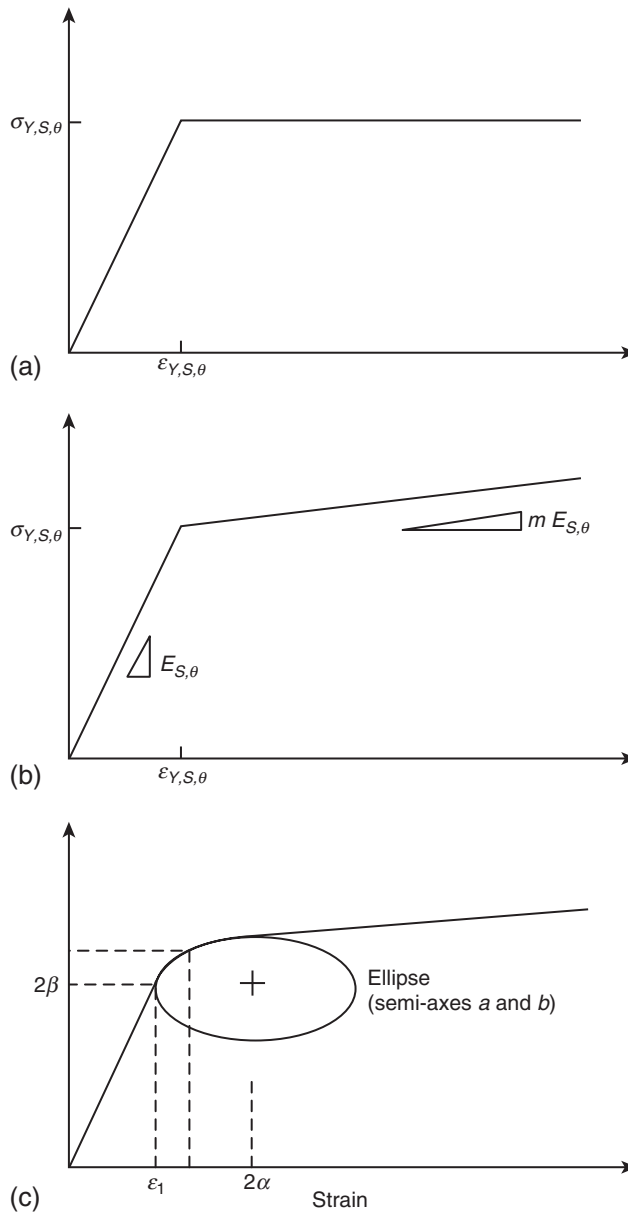 σY,S,θ
εY,S,θ
(a)
σY,S,θ
m ES,θ
ES,θ
εY,S,θ
(b)
2β
Ellipse
(semi-axes a and b)
ε1
2α
Strain
(c)